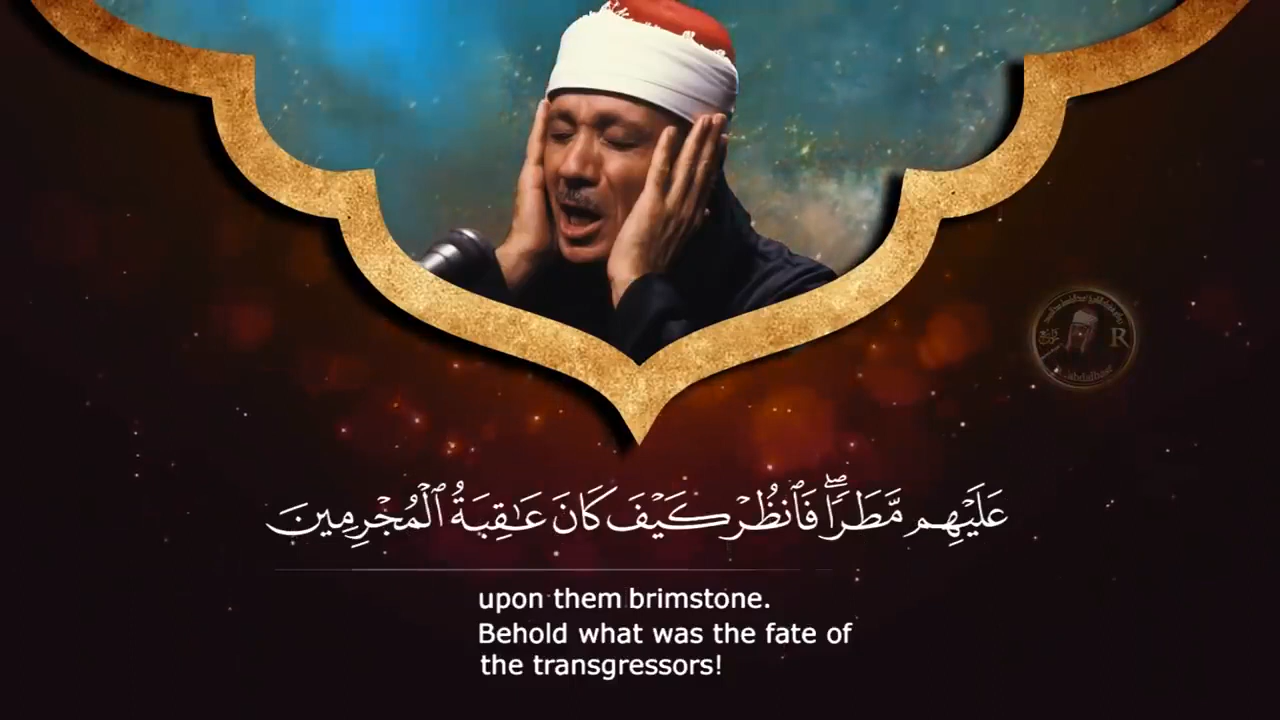 عَلَيْهِم مَّطَرًۭا ۖ فَٱنظُرْ كَيْفَ كَانَ عَـٰقِبَةُ ٱلْمُجْرِمِينَ
upon them brimstone.
Behold what was the fate of
the transgressors!
R